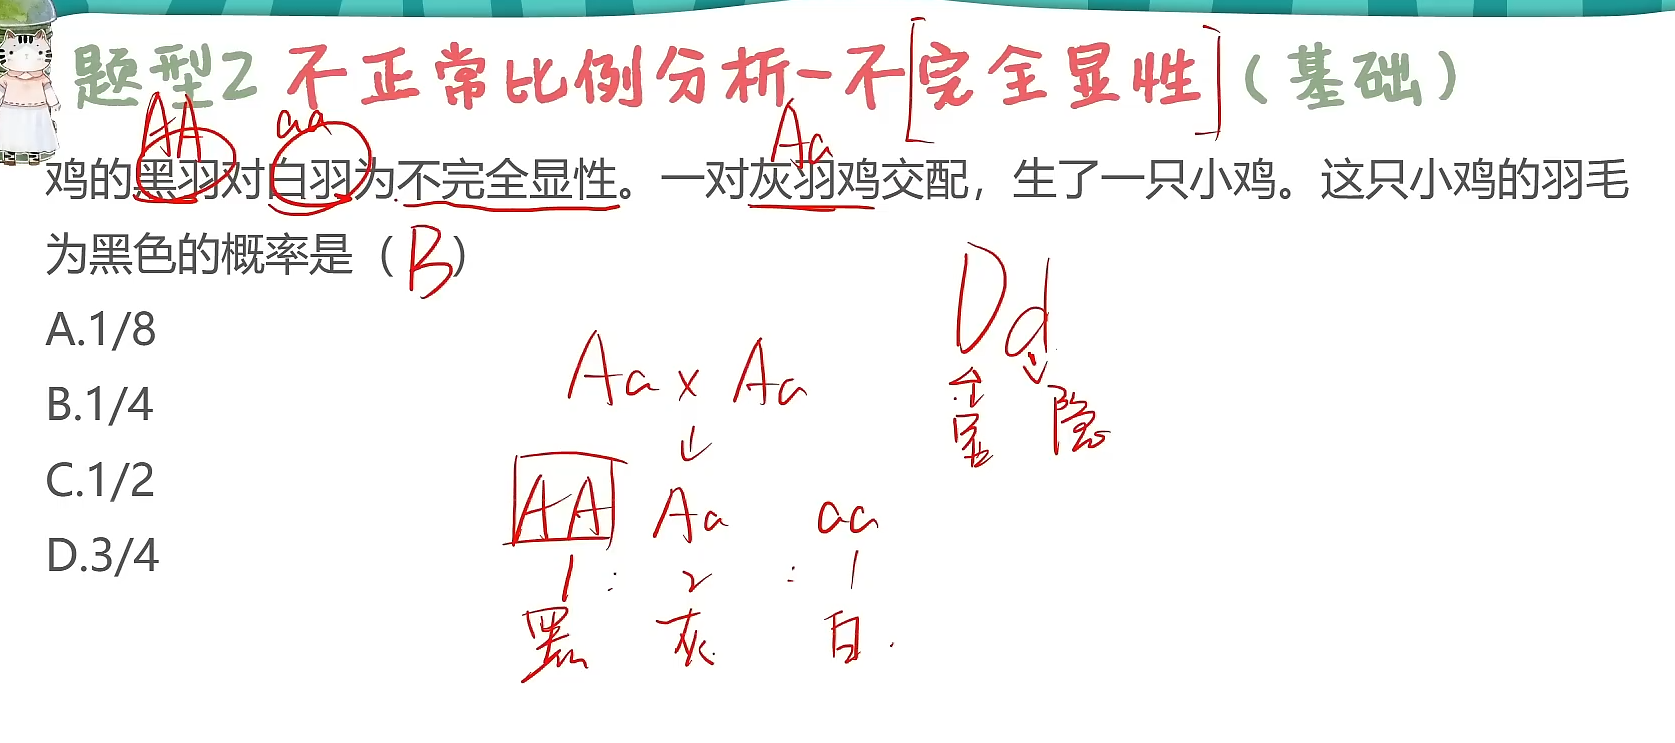 题型2 不正常比例分析-不[完全显性](基础)
AA aa Aa
鸡的黑羽对白羽为不完全显性。一对灰羽鸡交配，生了一只小鸡。这只小鸡的羽毛
为黑色的概率是（B）
A.1/8
B.1/4
C.1/2
D.3/4
Dd
显 隐
Aa x Aa
↓
AA Aa aa
1 : 2 : 1
黑 灰 白.